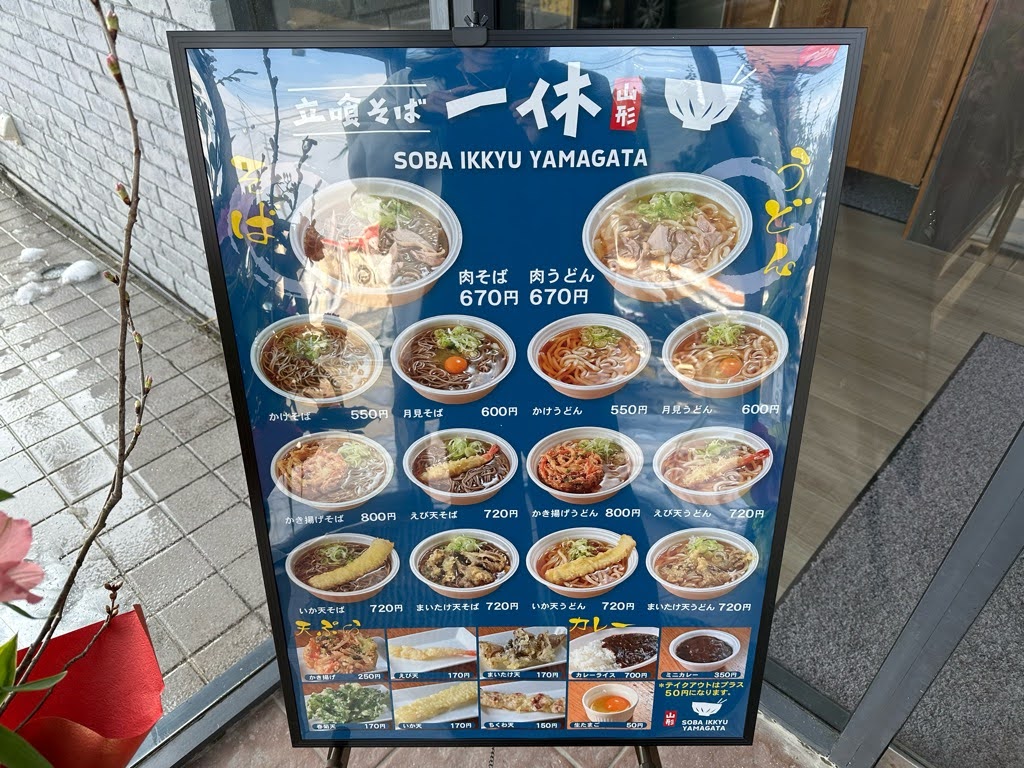 立喰そば 一休 山形
SOBA IKKYU YAMAGATA
そば
うどん
肉そば 670円
肉うどん 670円
かけそば 550円
月見そば 600円
かけうどん 550円
月見うどん 600円
かき揚げそば 800円
えび天そば 720円
かき揚げうどん 800円
えび天うどん 720円
いか天そば 720円
まいたけ天そば 720円
いか天うどん 720円
まいたけ天うどん 720円
天ぷら
カレー
かき揚げ 250円
えび天 170円
まいたけ天 170円
カレーライス 700円
ミニカレー 350円
春菊天 170円
いか天 170円
ちくわ天 150円
生たまご 50円
*テイクアウトはプラス
50円になります。
山形 SOBA IKKYU
YAMAGATA